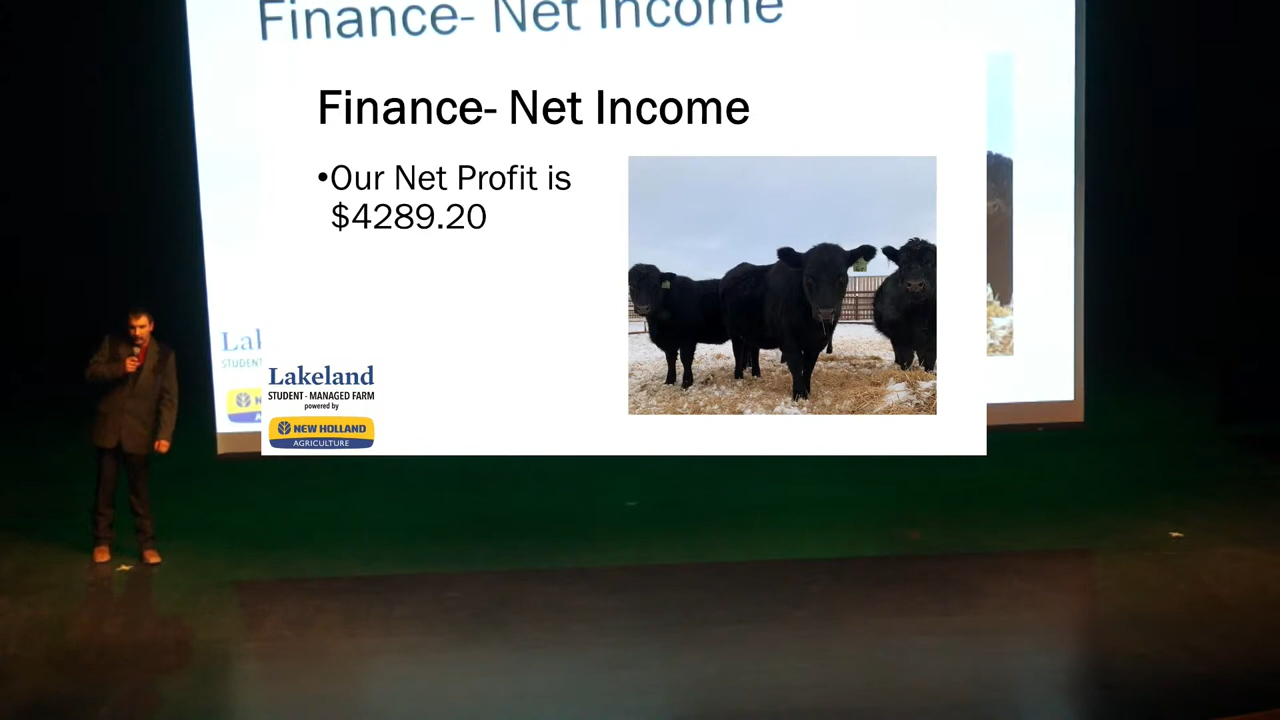 Finance- Net Income
Finance- Net Income
•Our Net Profit is
$4289.20
Lakeland
STUDENT - MANAGED FARM
powered by
NEW HOLLAND
AGRICULTURE